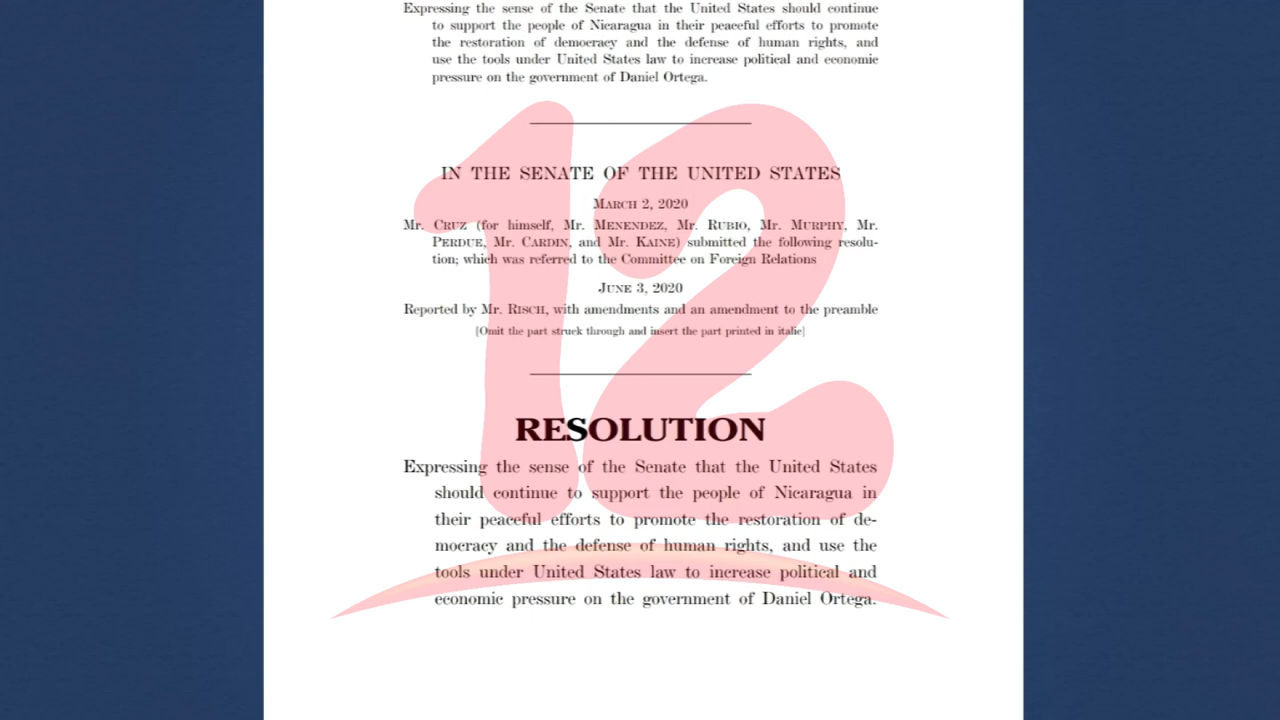 Expressing the sense of the Senate that the United States should continue
to support the people of Nicaragua in their peaceful efforts to promote
the restoration of democracy and the defense of human rights, and
use the tools under United States law to increase political and economic
pressure on the government of Daniel Ortega.
IN THE SENATE OF THE UNITED STATES
MARCH 2, 2020
Mr. CRUZ (for himself, Mr. MENENDEZ, Mr. RUBIO, Mr. MURPHY, Mr.
PERDUE, Mr. CARDIN, and Mr. KAINE) submitted the following resolu-
tion; which was referred to the Committee on Foreign Relations
JUNE 3, 2020
Reported by Mr. RISCH, with amendments and an amendment to the preamble
[Omit the part struck through and insert the part printed in italic]
12
RESOLUTION
Expressing the sense of the Senate that the United States
should continue to support the people of Nicaragua in
their peaceful efforts to promote the restoration of de-
mocracy and the defense of human rights, and use the
tools under United States law to increase political and
economic pressure on the government of Daniel Ortega.